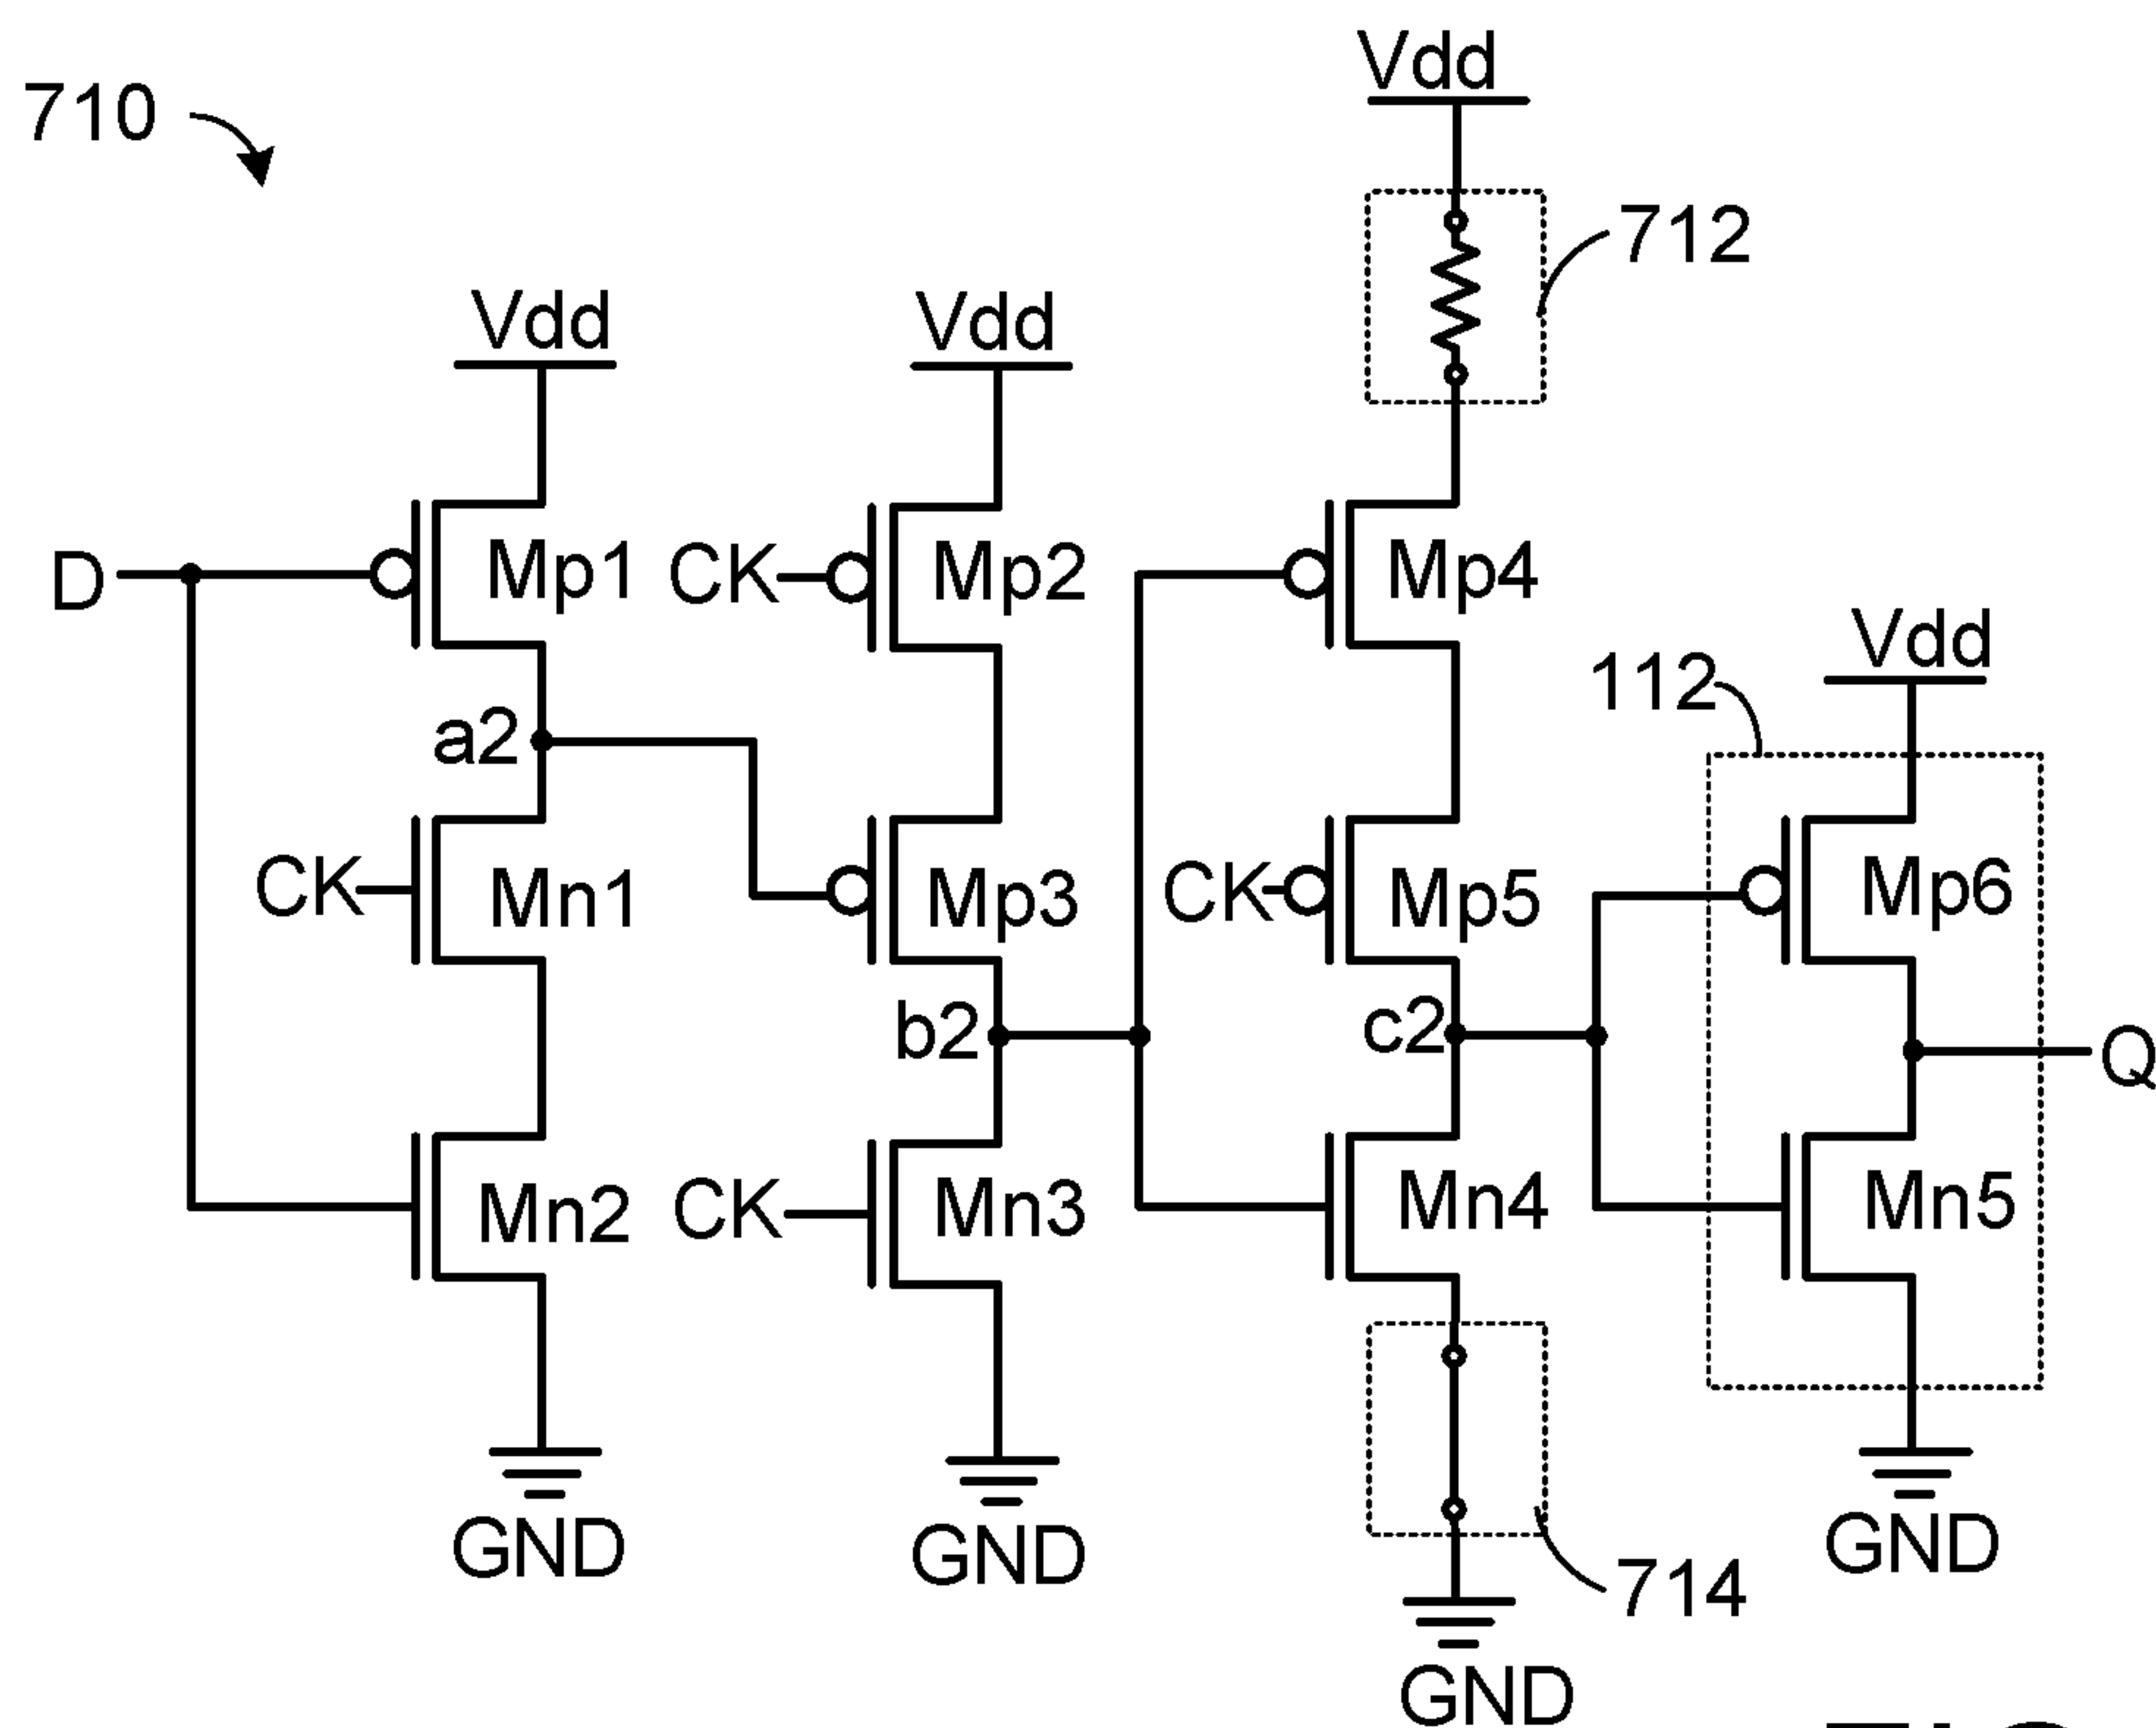 Vdd
710
712
Vdd
Vdd
D
Mp1
CK
Mp2
Mp4
Vdd
112
a2
CK
Mn1
Mp3
CK
Mp5
Mp6
b2
c2
Q
Mn2
CK
Mn3
Mn4
Mn5
GND
GND
714
GND
GND